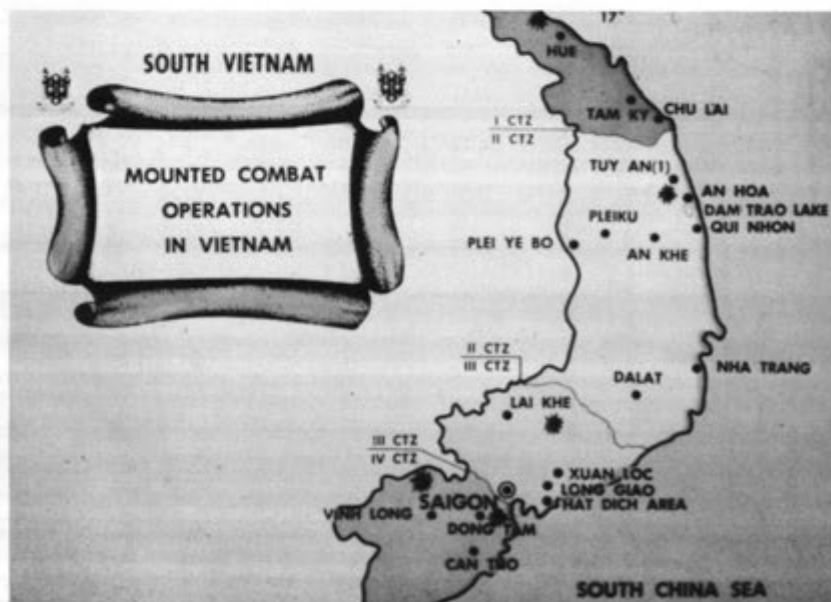 SOUTH VIETNAM
MOUNTED COMBAT
OPERATIONS
IN VIETNAM
17°
HUE
TAM KY
CHU LAI
I CTZ
II CTZ
TUY AN(1)
AN HOA
DAM TRAO LAKE
PLEIKU
QUI NHON
PLEI YE BO
AN KHE
II CTZ
III CTZ
NHA TRANG
DALAT
LAI KHE
III CTZ
IV CTZ
XUAN LOC
SAIGON
LONG GIAO
THAT DICH AREA
VINH LONG
DONG TAM
CAN THO
SOUTH CHINA SEA